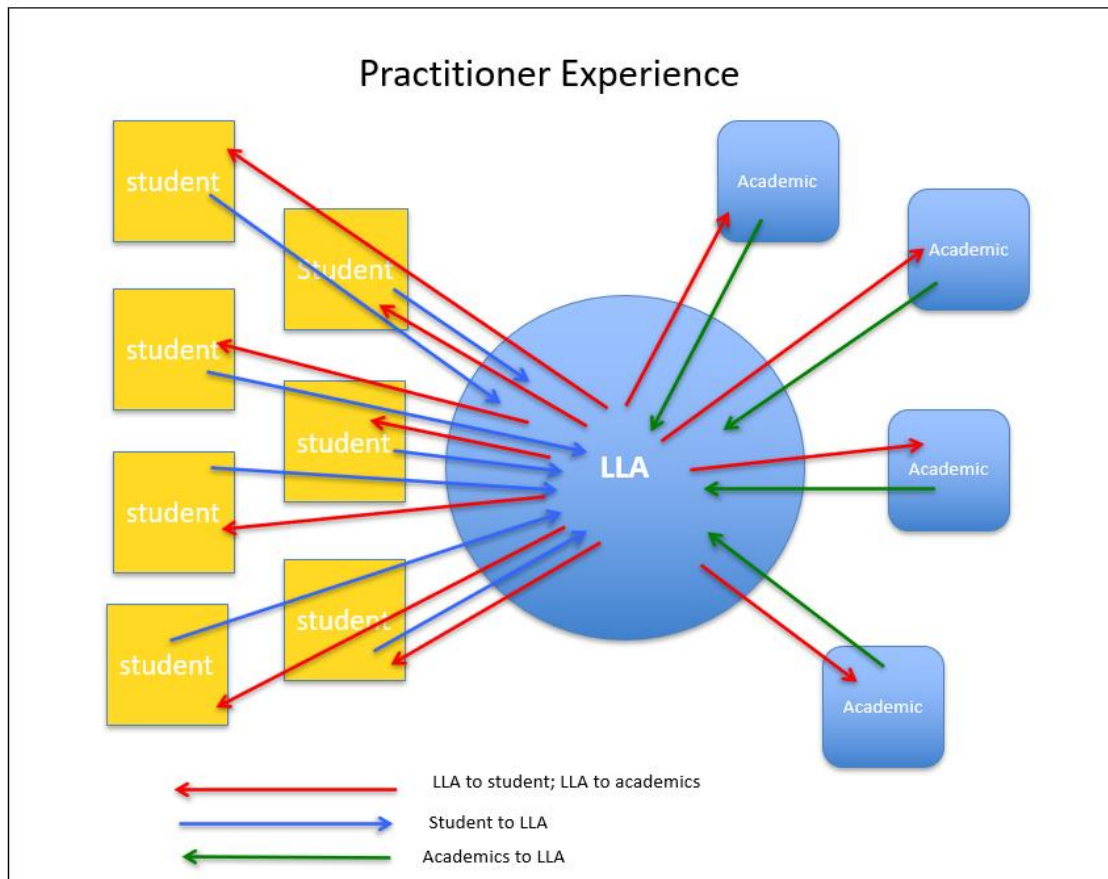 Practitioner Experience
student
Student
student
student
student
student
student
Academic
Academic
Academic
Academic
LLA
LLA to student; LLA to academics
Student to LLA
Academics to LLA